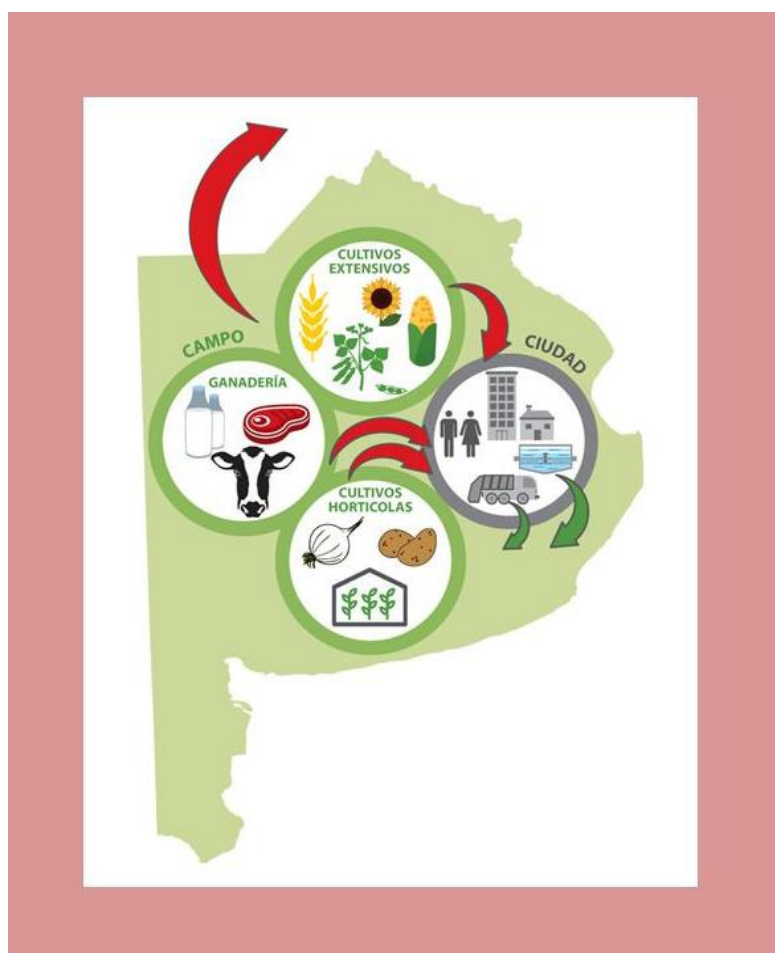 CULTIVOS
EXTENSIVOS
CAMPO
CIUDAD
GANADERÍA
CULTIVOS
HORTICOLAS